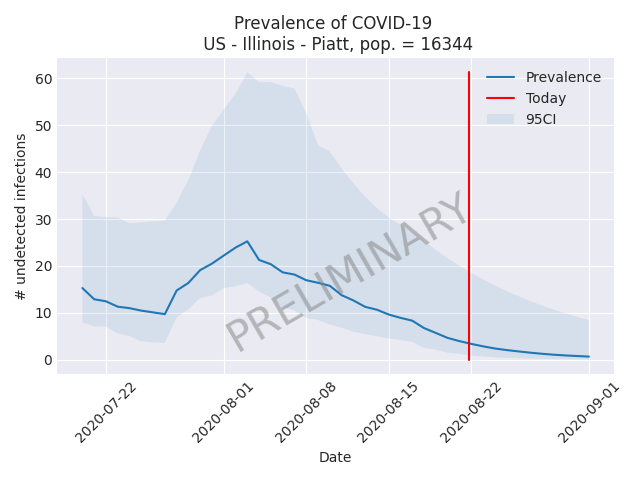 Prevalence of COVID-19
US - Illinois - Piatt, pop. = 16344
# undetected infections
60
50
40
30
20
10
0
Prevalence
Today
95CI
PRELIMINARY
2020-07-22
2020-08-01
2020-08-08
2020-08-15
2020-08-22
2020-09-01
Date